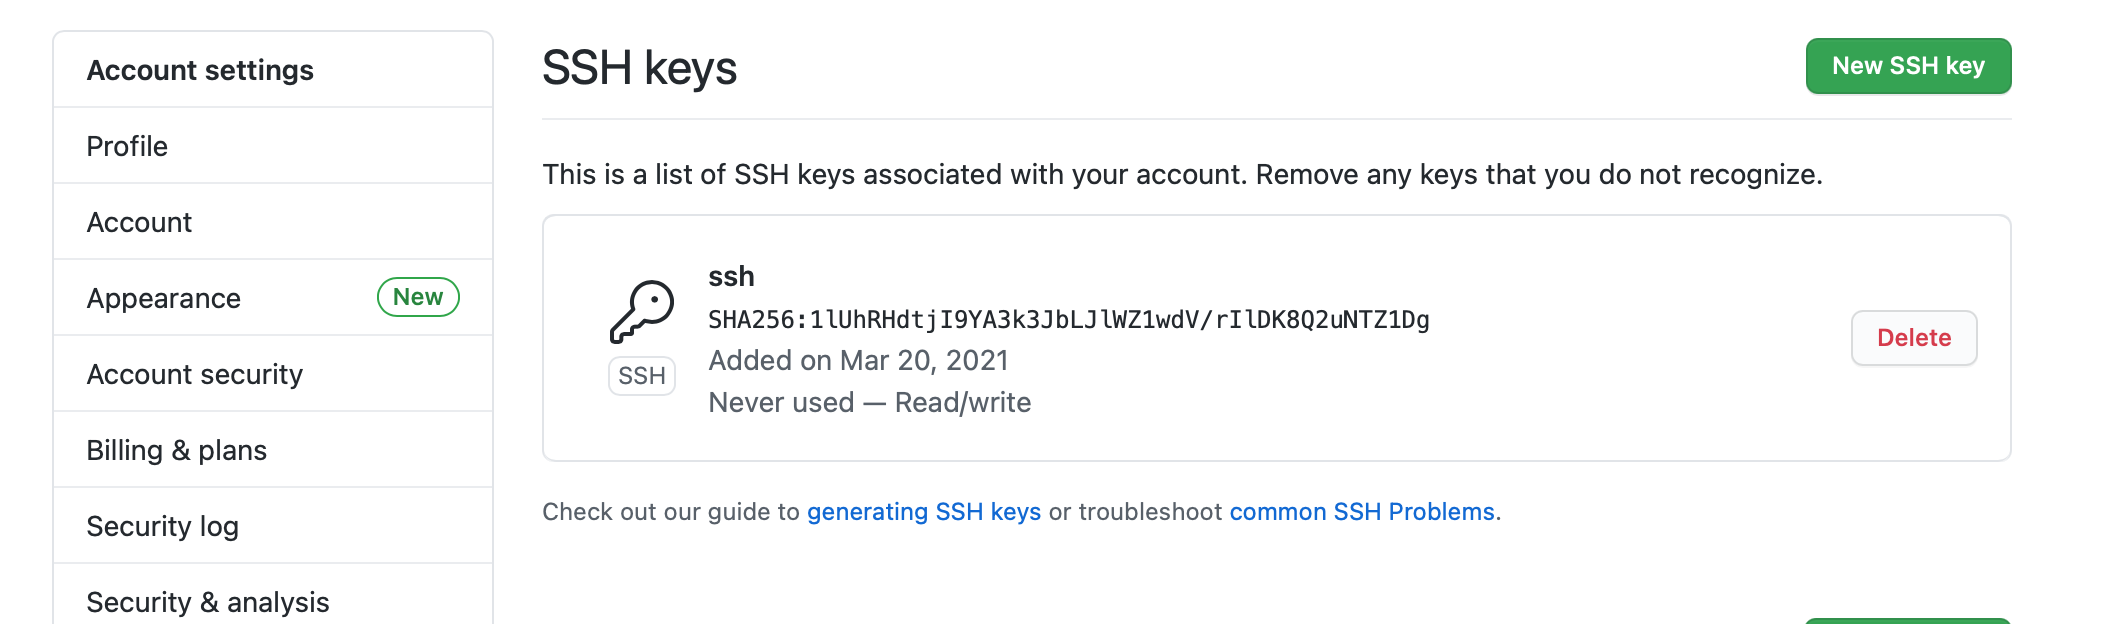 Account settings
Profile
Account
Appearance New
Account security
Billing & plans
Security log
Security & analysis
SSH keys
New SSH key
This is a list of SSH keys associated with your account. Remove any keys that you do not recognize.
ssh
SHA256:1lUhRHdtjI9YA3k3JbLJlWZ1wdV/rIlDK8Q2uNTZ1Dg
Added on Mar 20, 2021
Never used — Read/write
SSH
Delete
Check out our guide to generating SSH keys or troubleshoot common SSH Problems.